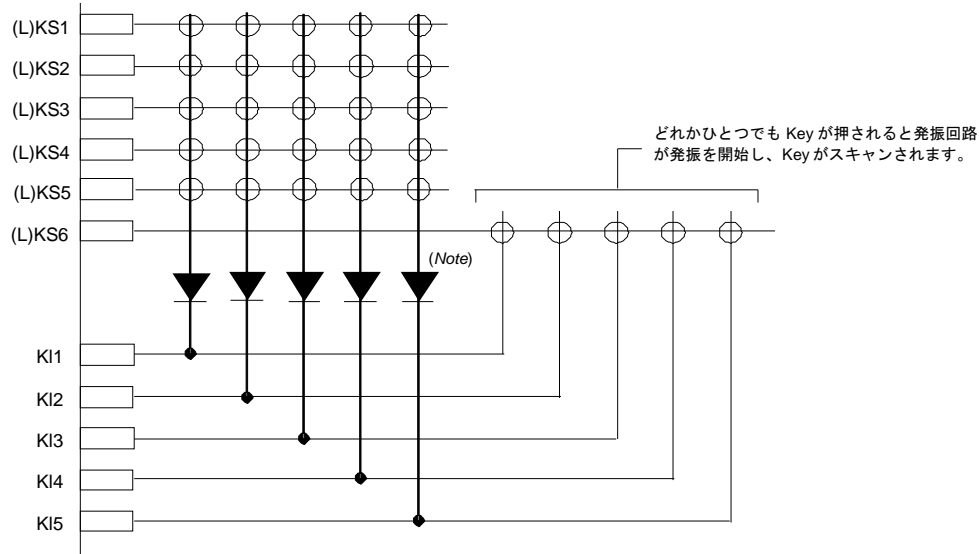 (L)KS1
(L)KS2
(L)KS3
(L)KS4
(L)KS5
(L)KS6
どれかひとつでも Key が押されると発振回路
が発振を開始し、Key がスキャンされます。
(Note)
KI1
KI2
KI3
KI4
KI5